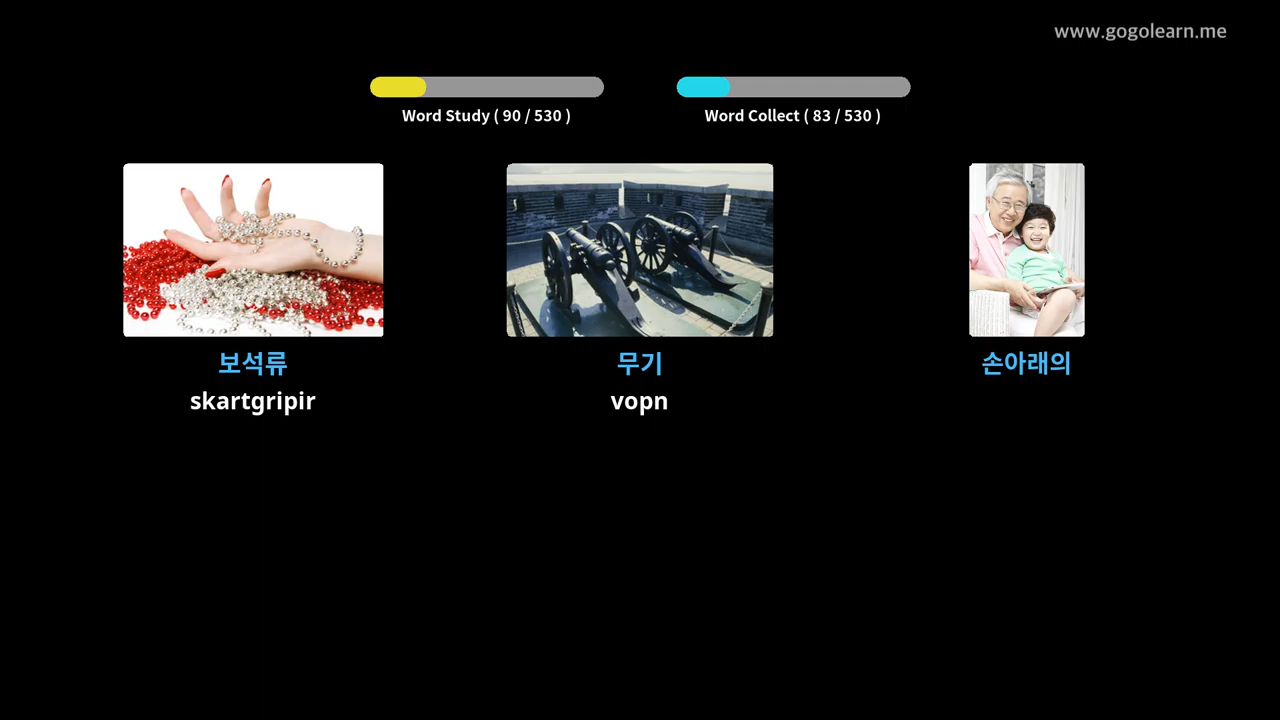 www.gogolearn.me
Word Study ( 90 / 530 )
Word Collect ( 83 / 530 )
보석류
무기
손아래의
skartgripir
vopn